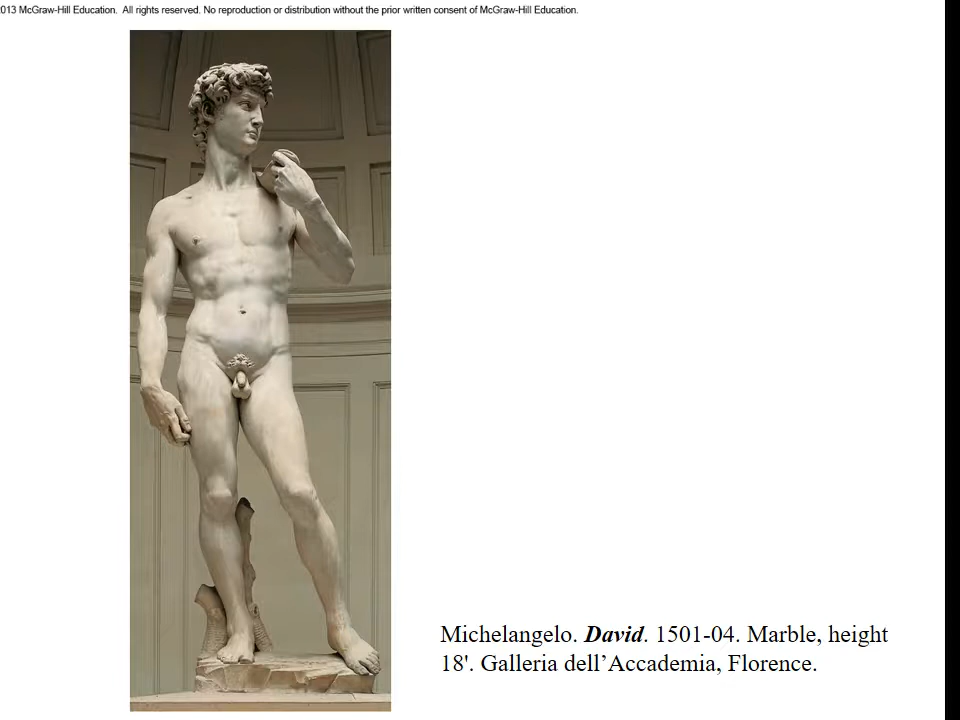 013 McGraw-Hill Education. All rights reserved. No reproduction or distribution without the prior written consent of McGraw-Hill Education.
Michelangelo. David. 1501-04. Marble, height
18'. Galleria dell’Accademia, Florence.